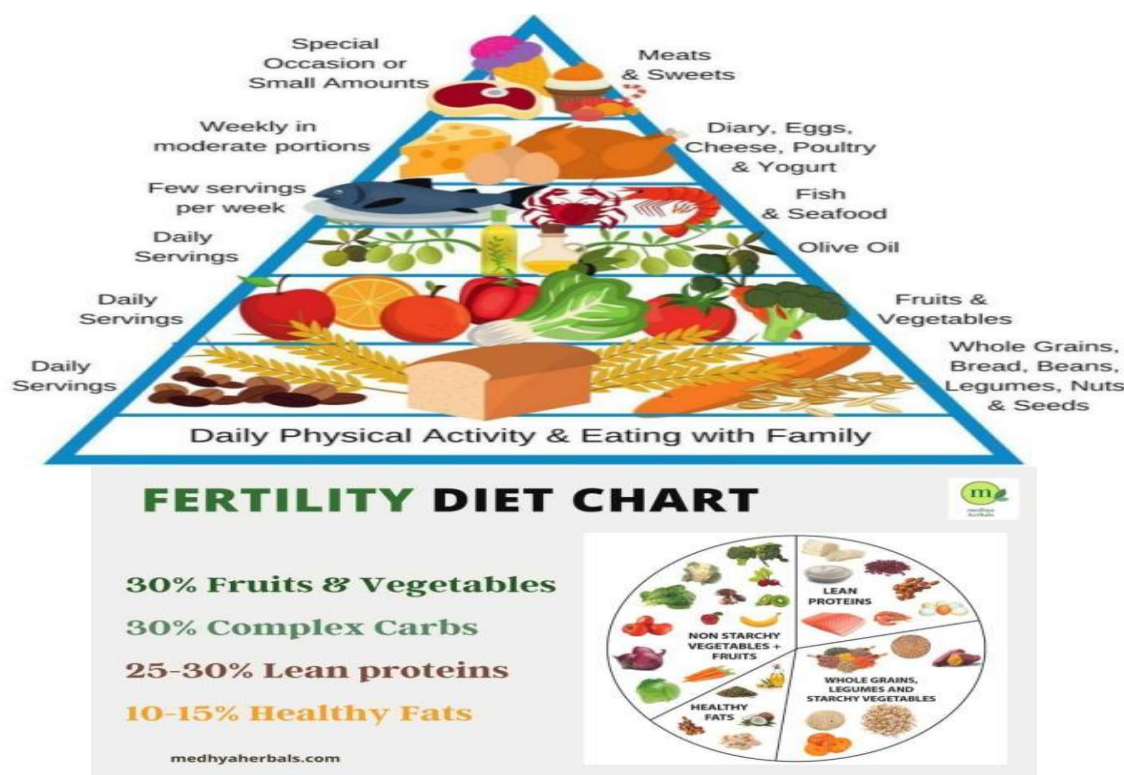 Special
Occasion or
Small Amounts
Meats
& Sweets
Weekly in
moderate portions
Diary, Eggs,
Cheese, Poultry
& Yogurt
Few servings
per week
Fish
& Seafood
Daily
Servings
Olive Oil
Daily
Servings
Fruits &
Vegetables
Daily
Servings
Whole Grains,
Bread, Beans,
Legumes, Nuts
& Seeds
Daily Physical Activity & Eating with Family
FERTILITY DIET CHART
m
medhya
herbals
30% Fruits & Vegetables
30% Complex Carbs
25-30% Lean proteins
10-15% Healthy Fats
medhyaherbals.com
LEAN
PROTEINS
NON STARCHY
VEGETABLES +
FRUITS
WHOLE GRAINS,
LEGUMES AND
STARCHY VEGETABLES
HEALTHY
FATS